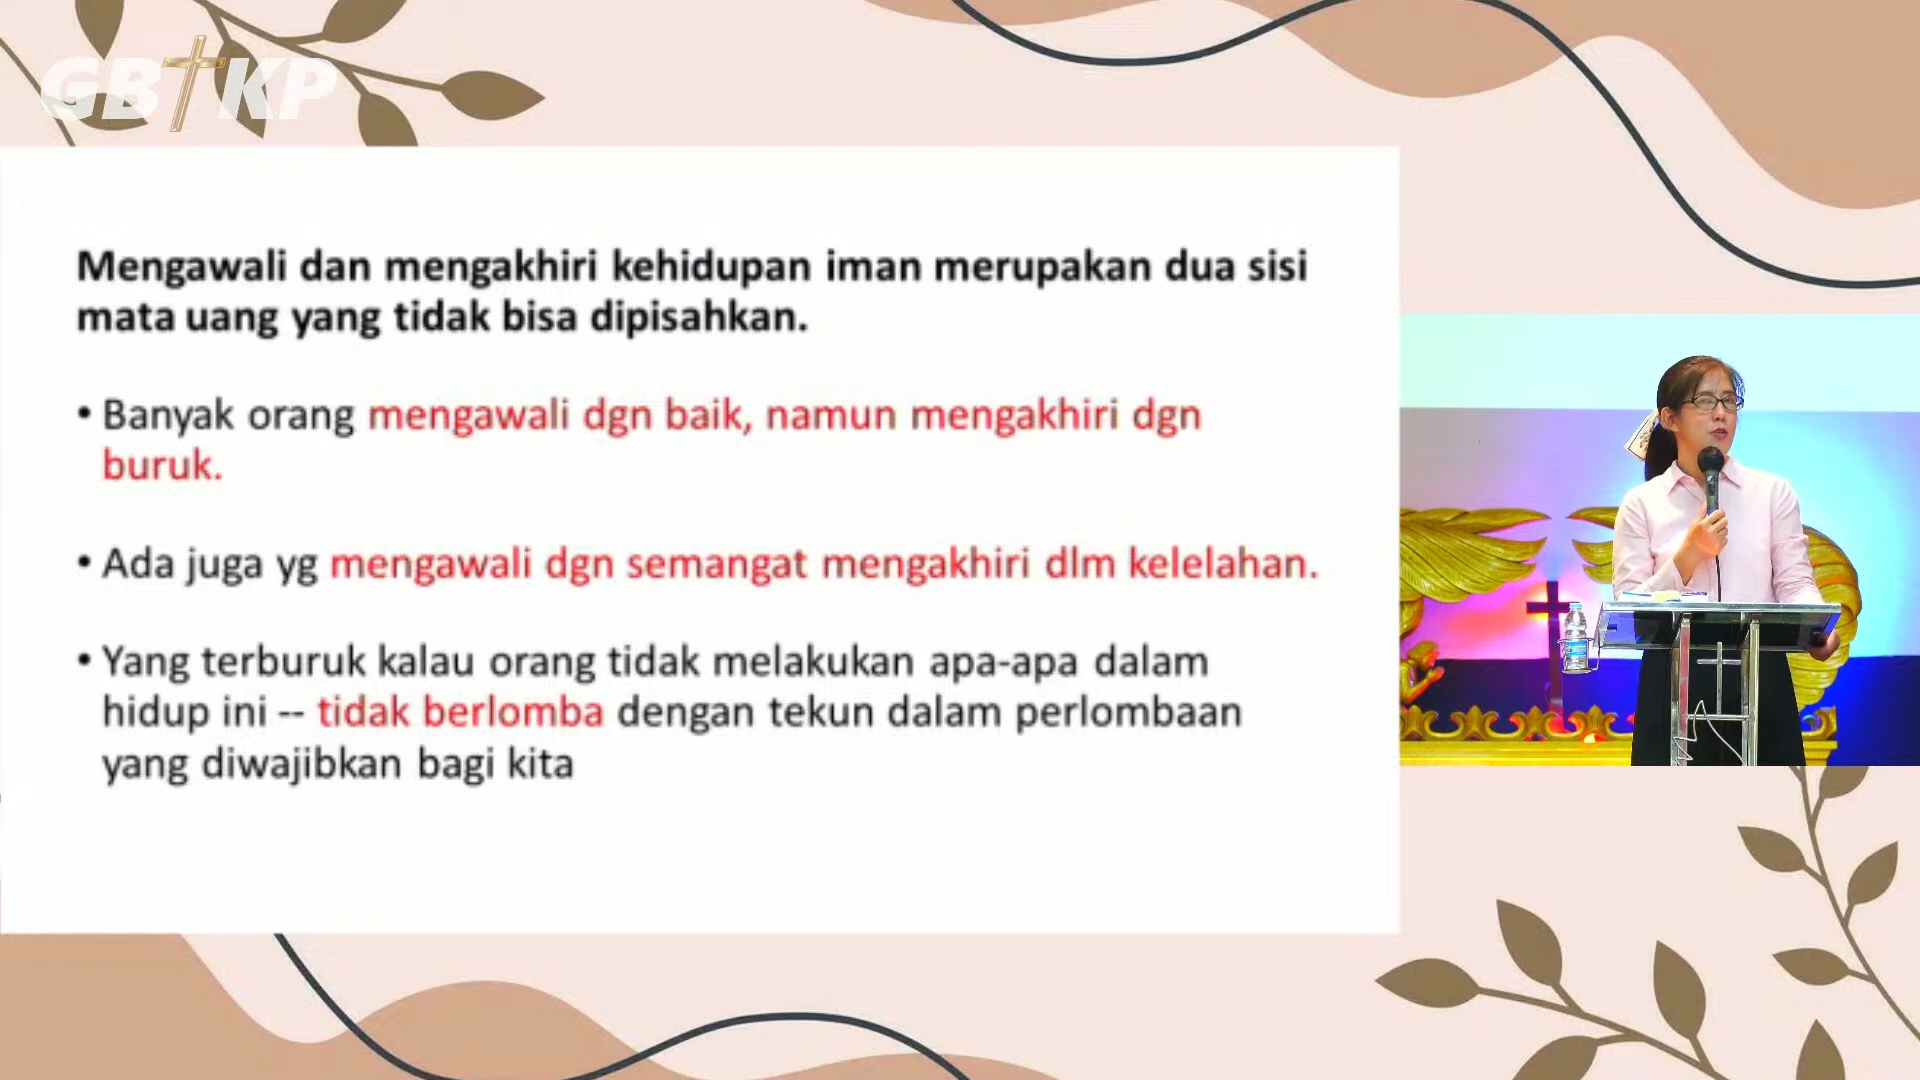 GBKP
Mengawali dan mengakhiri kehidupan iman merupakan dua sisi
mata uang yang tidak bisa dipisahkan.
• Banyak orang mengawali dgn baik, namun mengakhiri dgn
buruk.
• Ada juga yg mengawali dgn semangat mengakhiri dlm kelelahan.
• Yang terburuk kalau orang tidak melakukan apa-apa dalam
hidup ini -- tidak berlomba dengan tekun dalam perlombaan
yang diwajibkan bagi kita